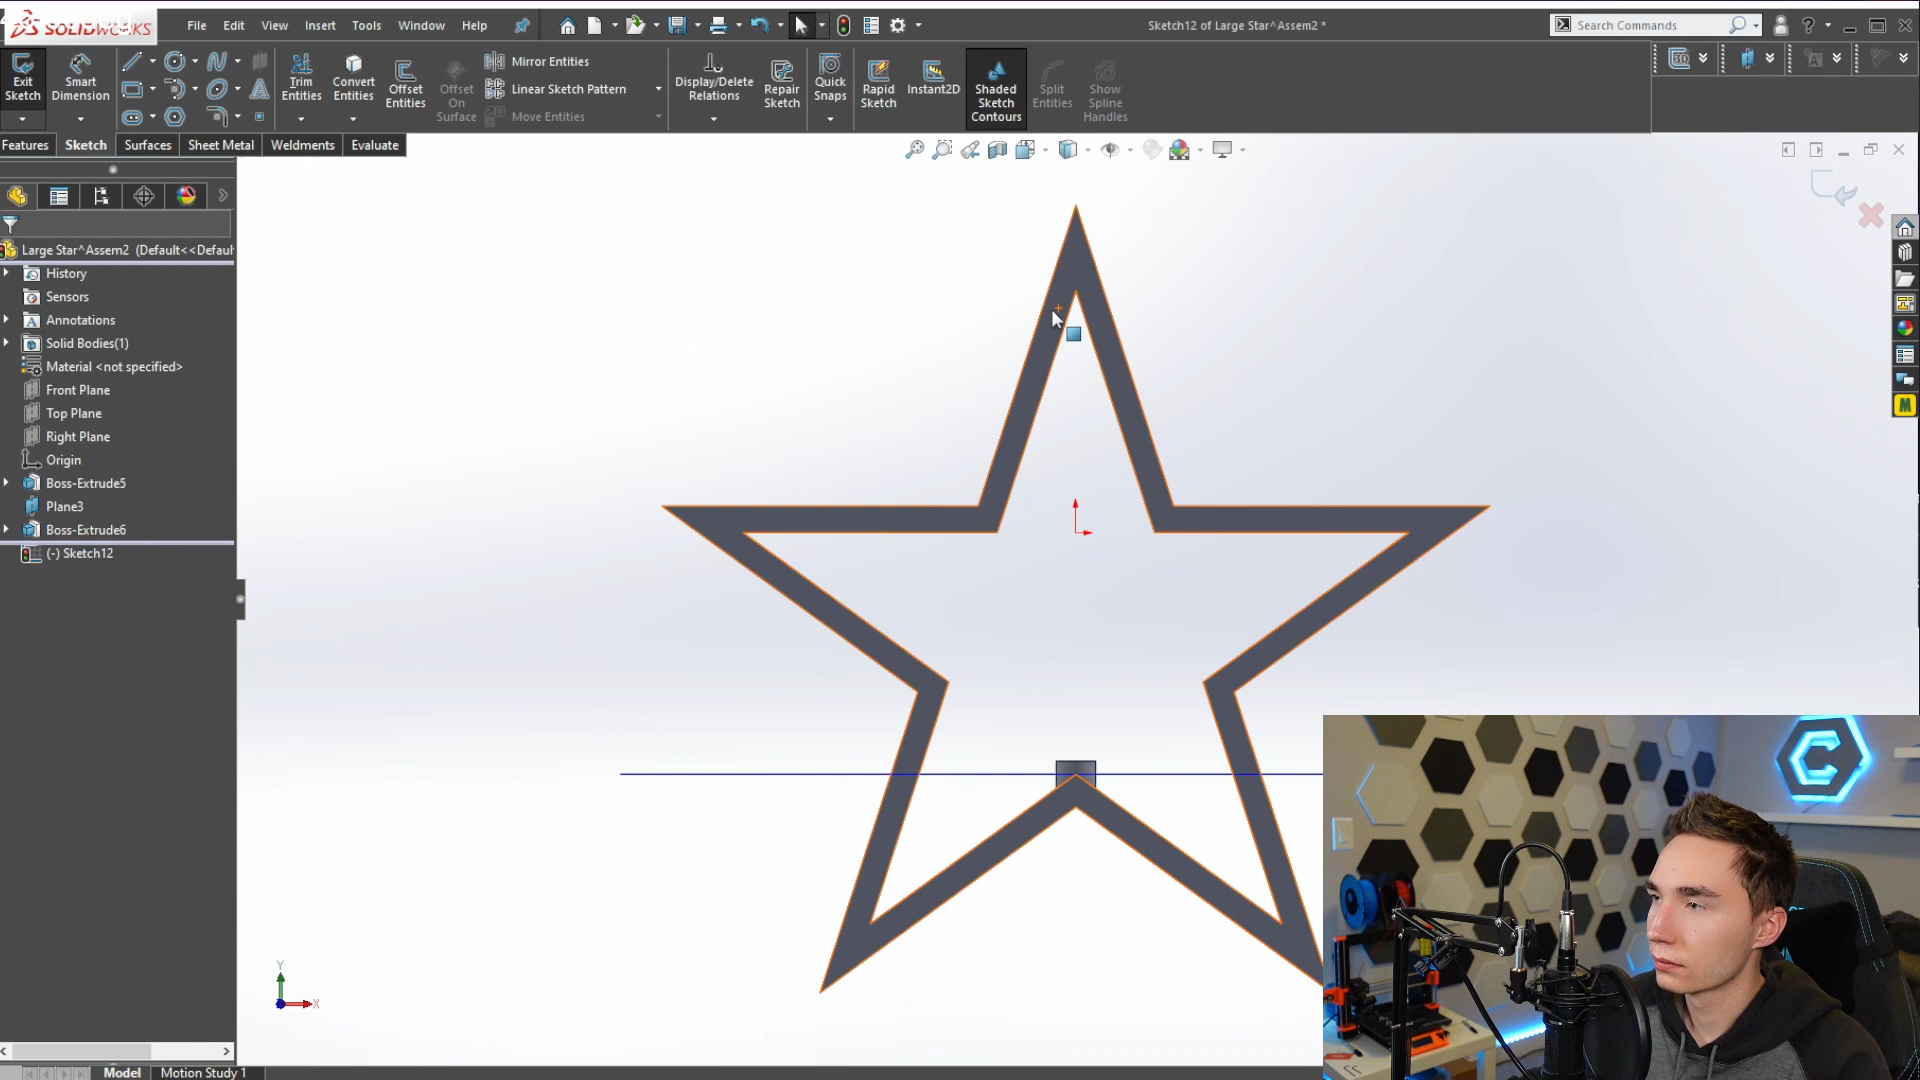 SOLIDWORKS
File Edit View Insert Tools Window Help
Sketch12 of Large Star^Assem2 *
Search Commands
Exit Sketch
Smart Dimension
Trim Entities
Convert Entities
Offset Entities
Offset On Surface
Mirror Entities
Linear Sketch Pattern
Move Entities
Display/Delete Relations
Repair Sketch
Quick Snaps
Rapid Sketch
Instant2D
Shaded Sketch Contours
Split Entities
Show Spline Handles
Features Sketch Surfaces Sheet Metal Weldments Evaluate
Large Star^Assem2 (Default<<Defaul
History
Sensors
Annotations
Solid Bodies(1)
Material <not specified>
Front Plane
Top Plane
Right Plane
Origin
Boss-Extrude5
Plane3
Boss-Extrude6
(-) Sketch12
Y
X
Model Motion Study 1